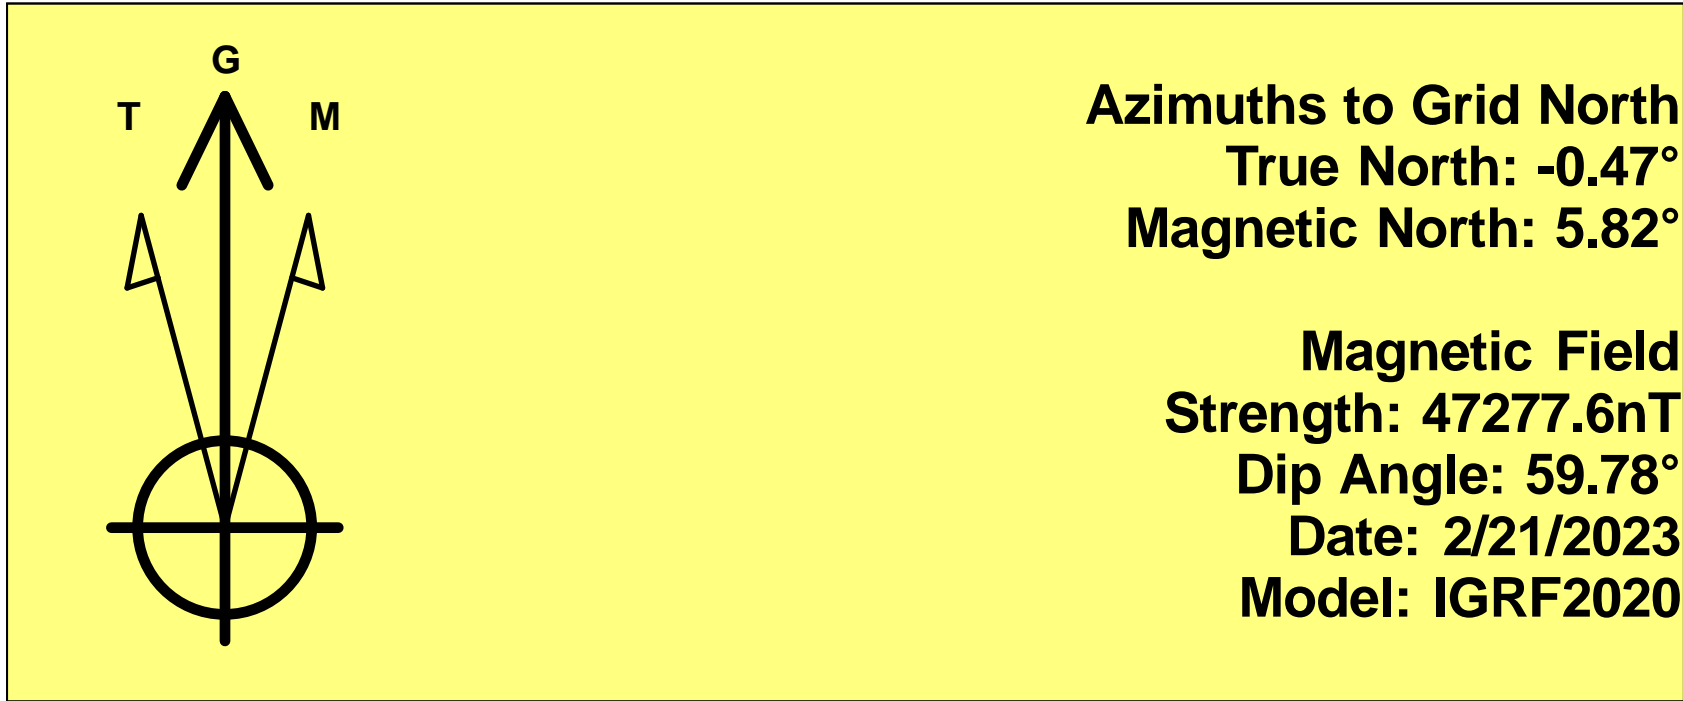 G
T M
Azimuths to Grid North
True North: -0.47°
Magnetic North: 5.82°
Magnetic Field
Strength: 47277.6nT
Dip Angle: 59.78°
Date: 2/21/2023
Model: IGRF2020